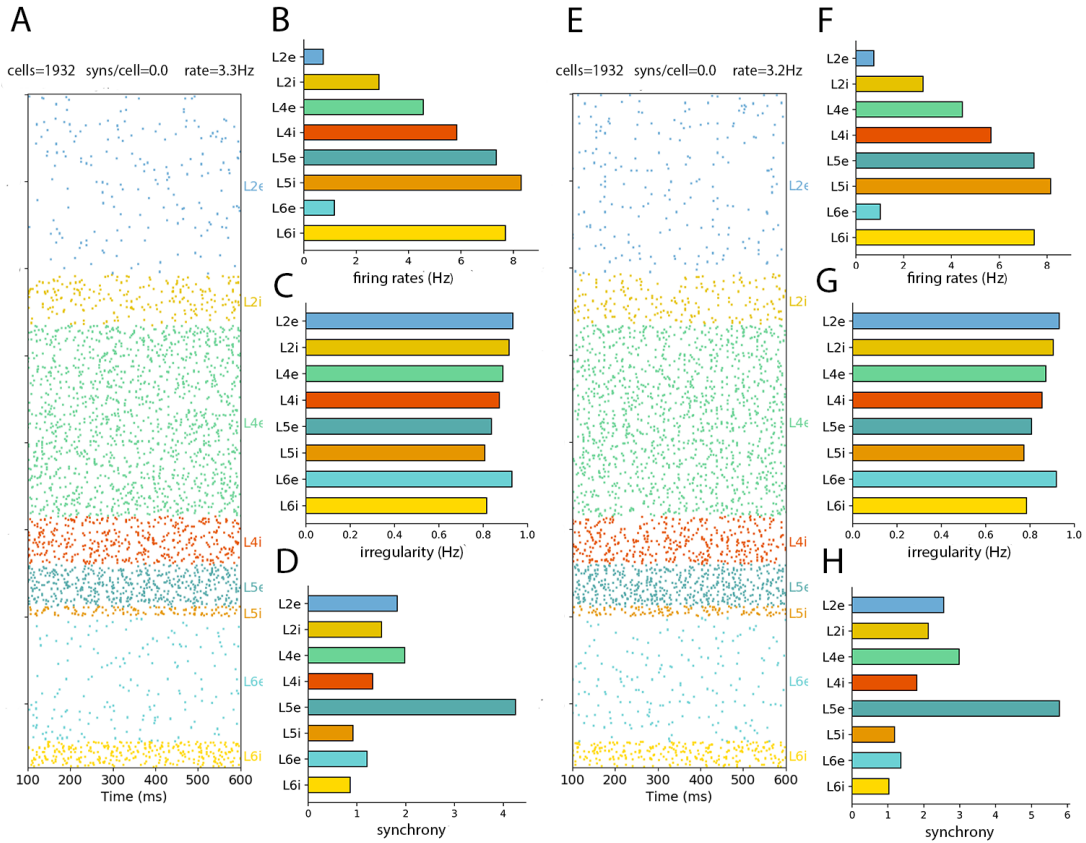 A
cells=1932 syns/cell=0.0 rate=3.3Hz
L2e
L2i
L4e
L4i
L5e
L5i
L6e
L6i
100 200 300 400 500 600
Time (ms)
B
L2e
L2i
L4e
L4i
L5e
L5i
L6e
L6i
0 2 4 6 8
firing rates (Hz)
C
L2e
L2i
L4e
L4i
L5e
L5i
L6e
L6i
0.0 0.2 0.4 0.6 0.8 1.0
irregularity (Hz)
D
L2e
L2i
L4e
L4i
L5e
L5i
L6e
L6i
0 1 2 3 4
synchrony
E
cells=1932 syns/cell=0.0 rate=3.2Hz
L2e
L2i
L4e
L4i
L5e
L5i
L6e
L6i
100 200 300 400 500 600
Time (ms)
F
L2e
L2i
L4e
L4i
L5e
L5i
L6e
L6i
0 2 4 6 8
firing rates (Hz)
G
L2e
L2i
L4e
L4i
L5e
L5i
L6e
L6i
0.0 0.2 0.4 0.6 0.8 1.0
irregularity (Hz)
H
L2e
L2i
L4e
L4i
L5e
L5i
L6e
L6i
0 1 2 3 4 5 6
synchrony